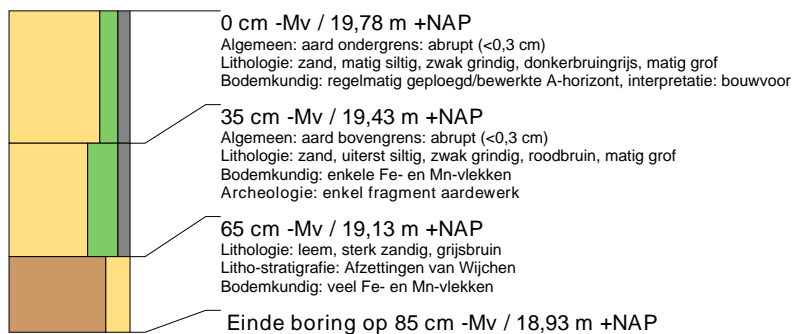 0 cm -Mv / 19,78 m +NAP
Algemeen: aard ondergrens: abrupt (<0,3 cm)
Lithologie: zand, matig siltig, zwak grindig, donkerbruingrijs, matig grof
Bodemkundig: regelmatig geploegd/bewerkte A-horizont, interpretatie: bouwvoor
35 cm -Mv / 19,43 m +NAP
Algemeen: aard bovengrens: abrupt (<0,3 cm)
Lithologie: zand, uiterst siltig, zwak grindig, roodbruin, matig grof
Bodemkundig: enkele Fe- en Mn-vlekken
Archeologie: enkel fragment aardewerk
65 cm -Mv / 19,13 m +NAP
Lithologie: leem, sterk zandig, grijsbruin
Litho-stratigrafie: Afzettingen van Wijchen
Bodemkundig: veel Fe- en Mn-vlekken
Einde boring op 85 cm -Mv / 18,93 m +NAP